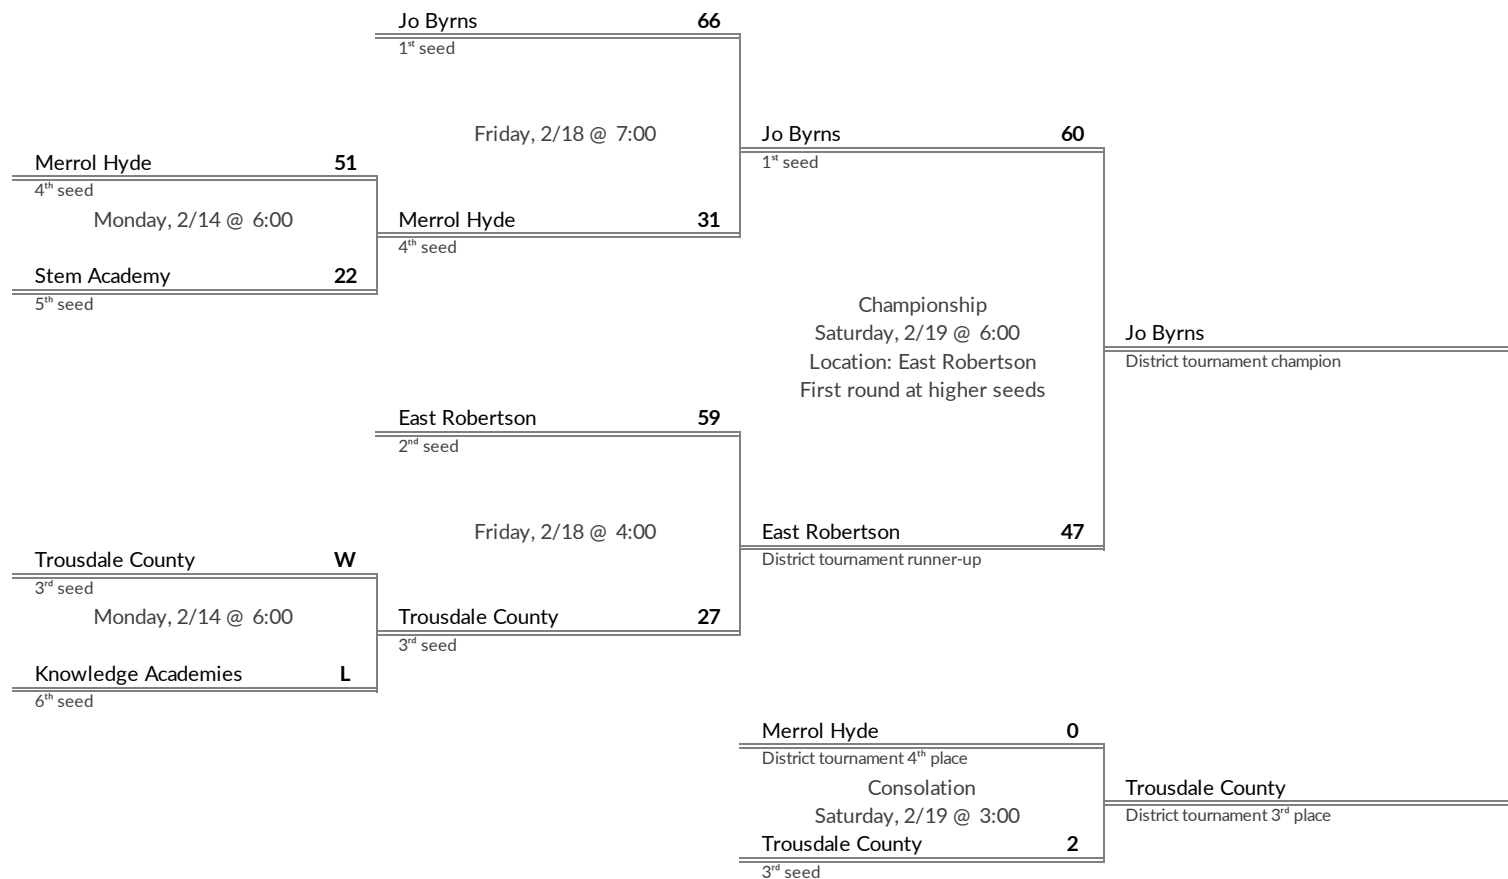 Jo Byrns 66
1st seed
Friday, 2/18 @ 7:00
Jo Byrns 60
1st seed
Merrol Hyde 51
4th seed
Monday, 2/14 @ 6:00
Merrol Hyde 31
4th seed
Stem Academy 22
5th seed
Championship
Saturday, 2/19 @ 6:00
Location: East Robertson
First round at higher seeds
Jo Byrns
District tournament champion
East Robertson 59
2nd seed
Friday, 2/18 @ 4:00
East Robertson 47
District tournament runner-up
Trousdale County W
3rd seed
Monday, 2/14 @ 6:00
Trousdale County 27
3rd seed
Knowledge Academies L
6th seed
Merrol Hyde 0
District tournament 4th place
Consolation
Saturday, 2/19 @ 3:00
Trousdale County
District tournament 3rd place
Trousdale County 2
3rd seed